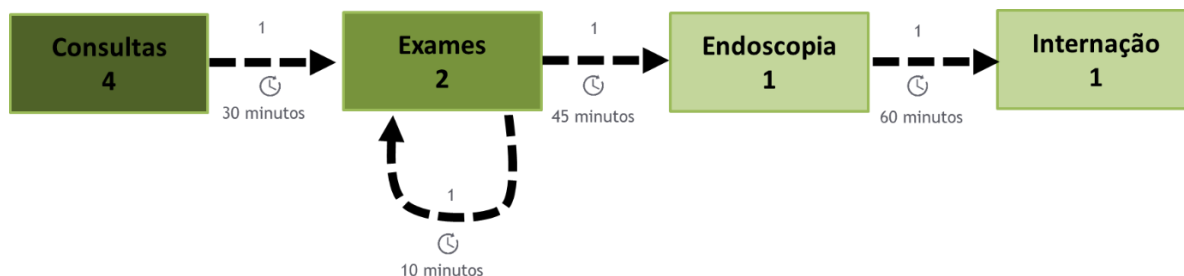 Consultas
4
1
30 minutos
Exames
2
1
10 minutos
1
45 minutos
Endoscopia
1
1
60 minutos
Internação
1